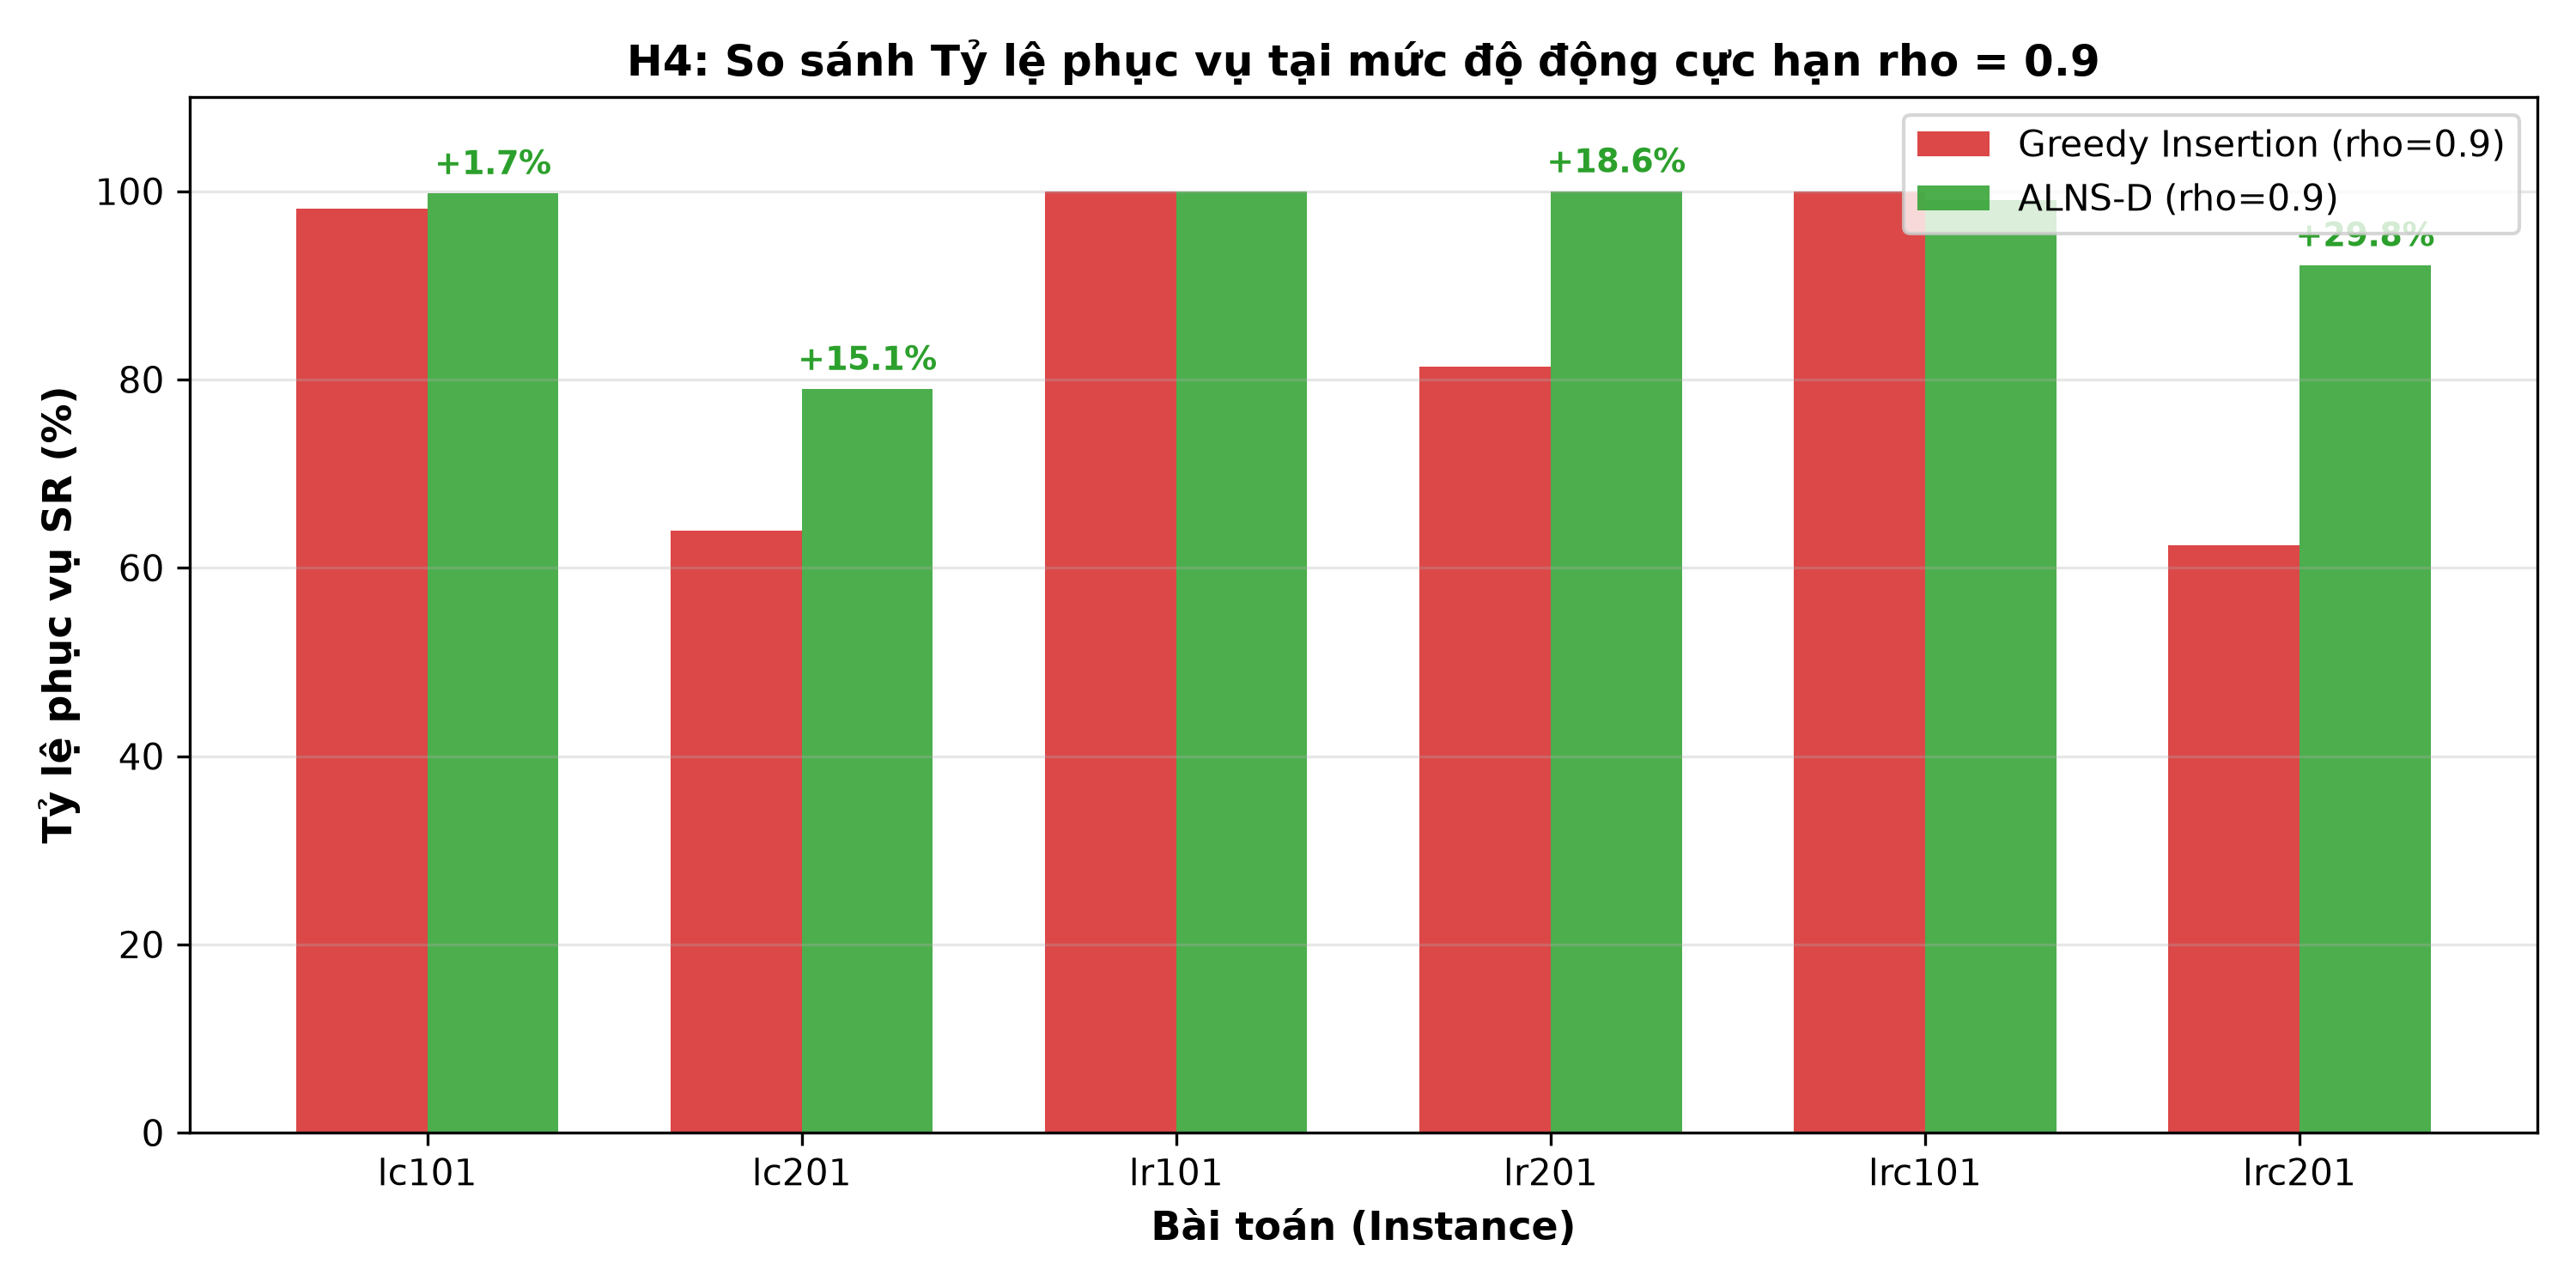 H4: So sánh Tỷ lệ phục vụ tại mức độ động cực hạn rho = 0.9
Greedy Insertion (rho=0.9)
ALNS-D (rho=0.9)
+1.7%
+15.1%
+18.6%
+29.8%
Tỷ lệ phục vụ SR (%)
100
80
60
40
20
0
lc101
lc201
lr101
lr201
lrc101
lrc201
Bài toán (Instance)